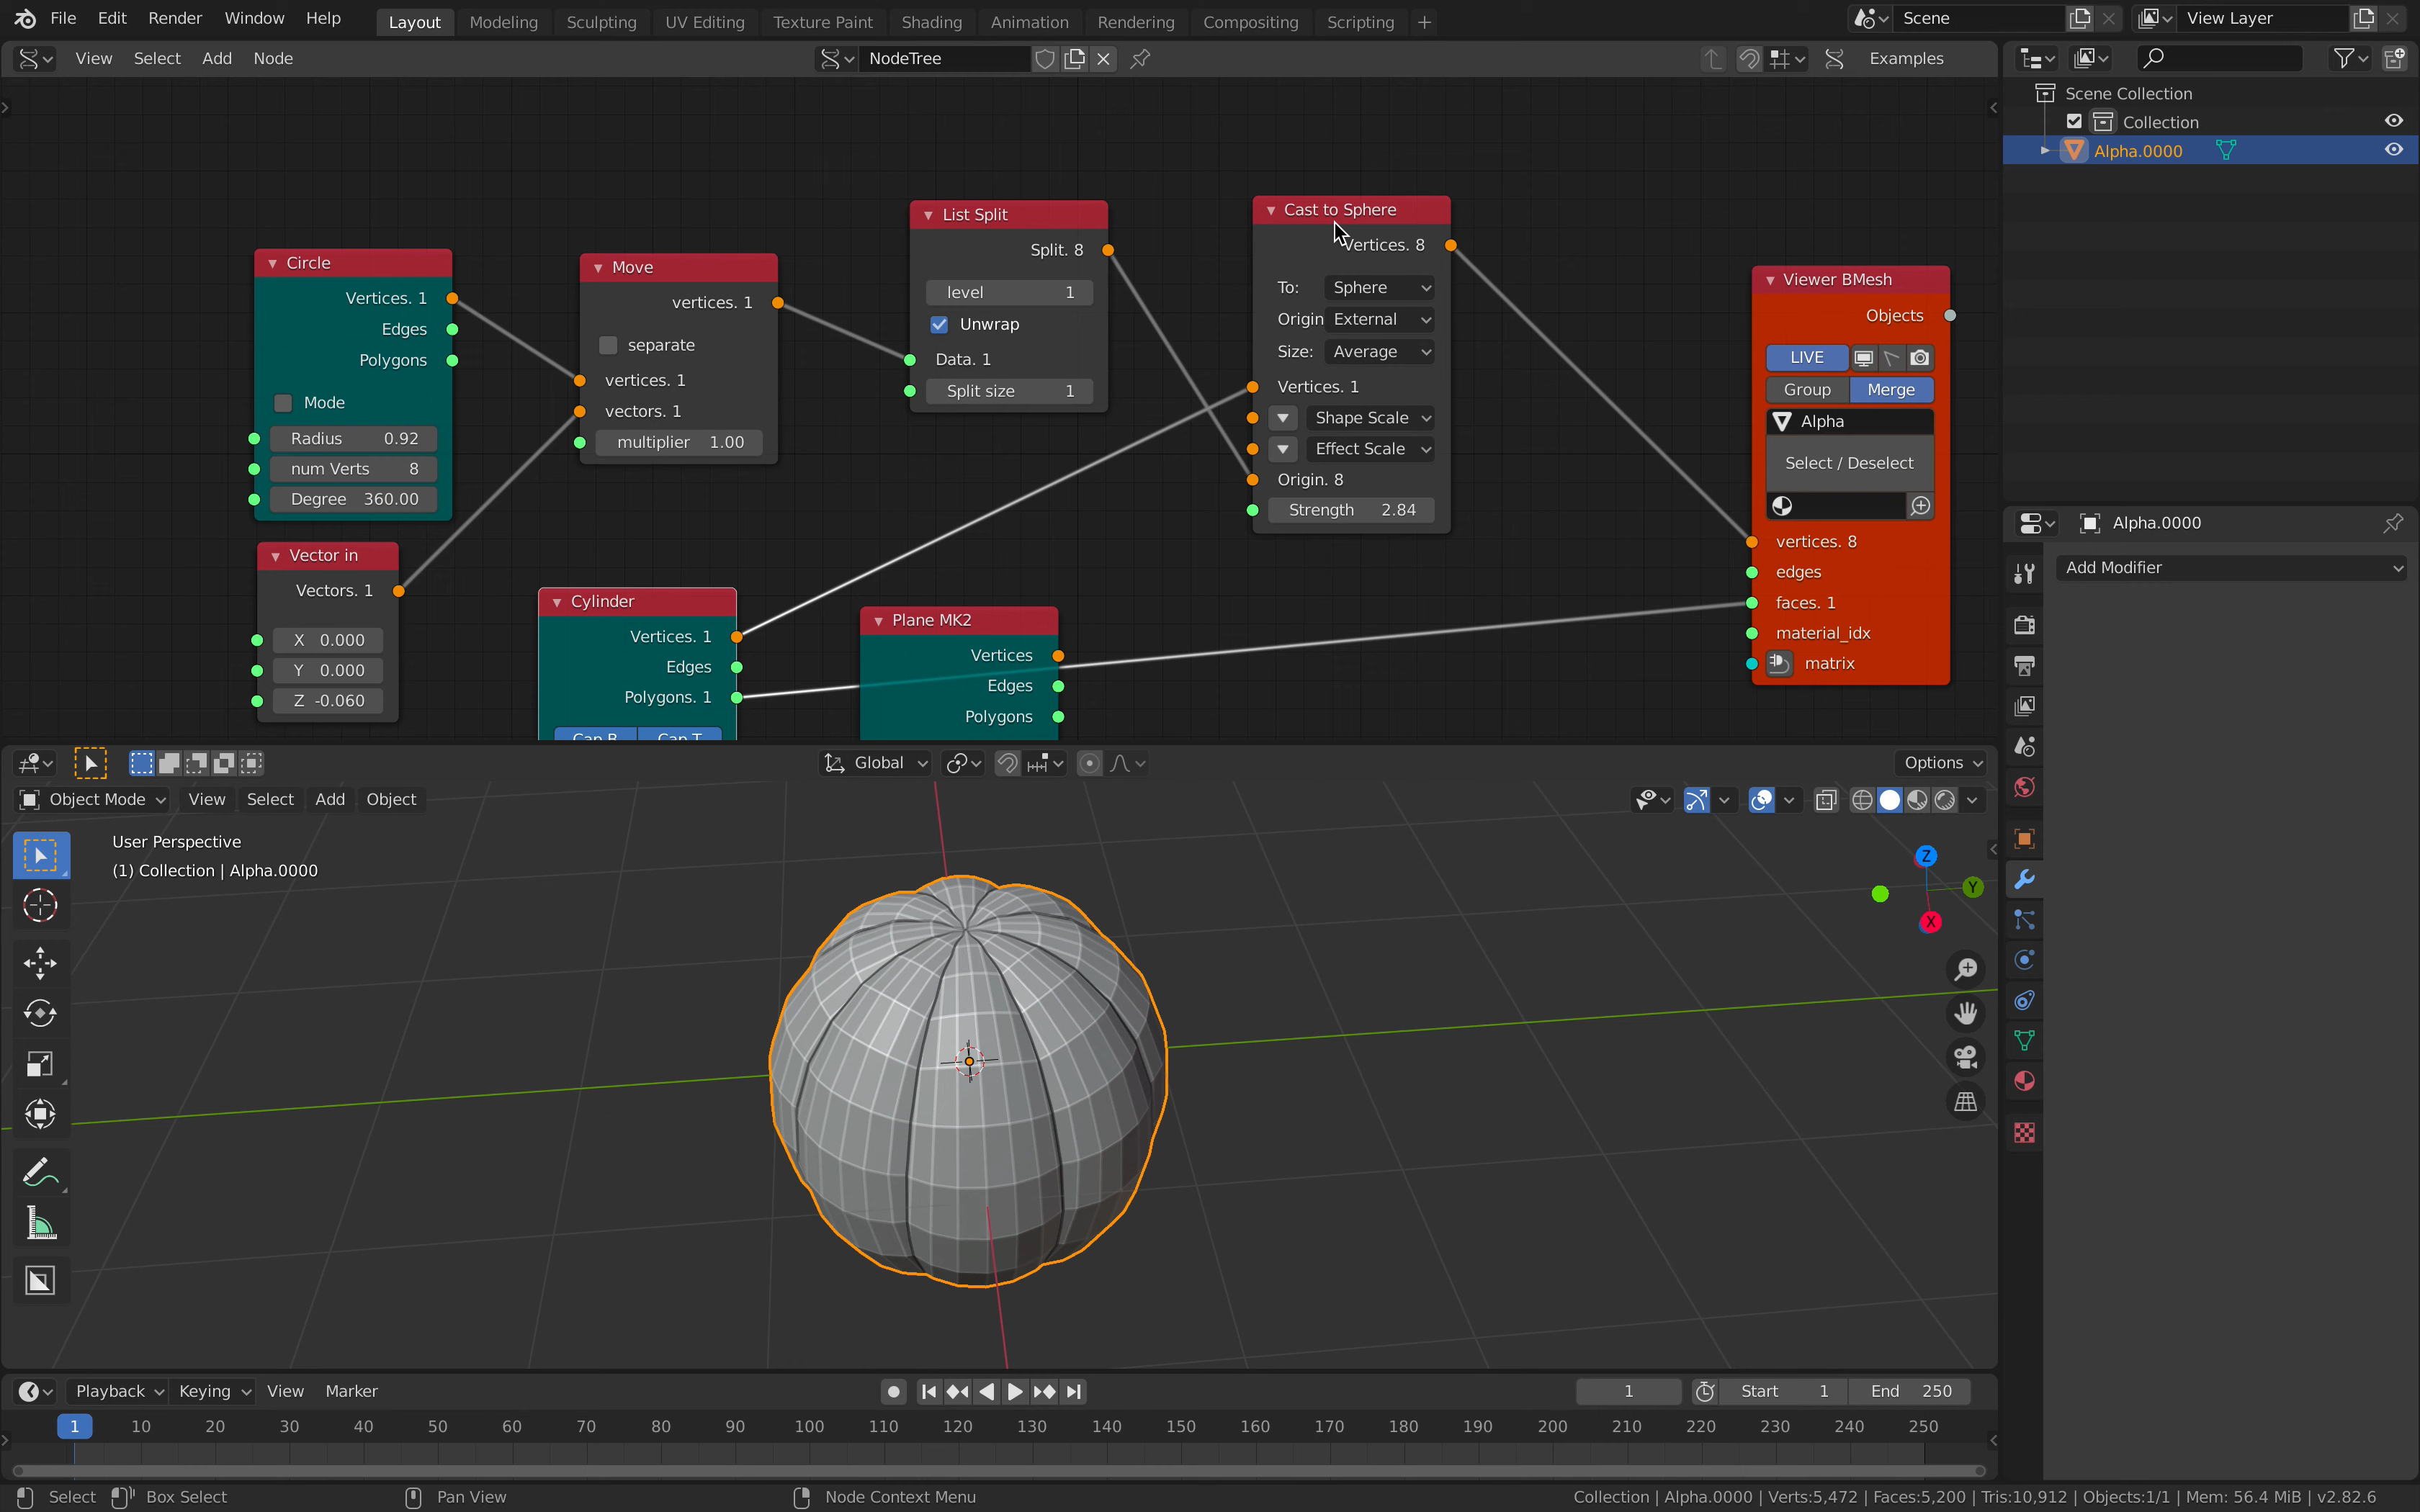 File Edit Render Window Help Layout Modeling Sculpting UV Editing Texture Paint Shading Animation Rendering Compositing Scripting + Scene View Layer
View Select Add Node NodeTree Examples
Scene Collection
Collection
Alpha.0000
Circle
Vertices. 1
Edges
Polygons
Mode
Radius 0.92
num Verts 8
Degree 360.00
Vector in
Vectors. 1
X 0.000
Y 0.000
Z -0.060
Move
vertices. 1
separate
vertices. 1
vectors. 1
multiplier 1.00
List Split
Split. 8
level 1
Unwrap
Data. 1
Split size 1
Cylinder
Vertices. 1
Edges
Polygons. 1
Cap B Cap T
Plane MK2
Vertices
Edges
Polygons
Cast to Sphere
Vertices. 8
To: Sphere
Origin External
Size: Average
Vertices. 1
Shape Scale
Effect Scale
Origin. 8
Strength 2.84
Viewer BMesh
Objects
LIVE
Group Merge
Alpha
Select / Deselect
vertices. 8
edges
faces. 1
material_idx
matrix
Alpha.0000
Add Modifier
Global Options
Object Mode View Select Add Object
User Perspective
(1) Collection | Alpha.0000
Z
Y
X
Playback Keying View Marker 1 Start 1 End 250
1 10 20 30 40 50 60 70 80 90 100 110 120 130 140 150 160 170 180 190 200 210 220 230 240 250
Select Box Select Pan View Node Context Menu Collection | Alpha.0000 | Verts:5,472 | Faces:5,200 | Tris:10,912 | Objects:1/1 | Mem: 56.4 MiB | v2.82.6